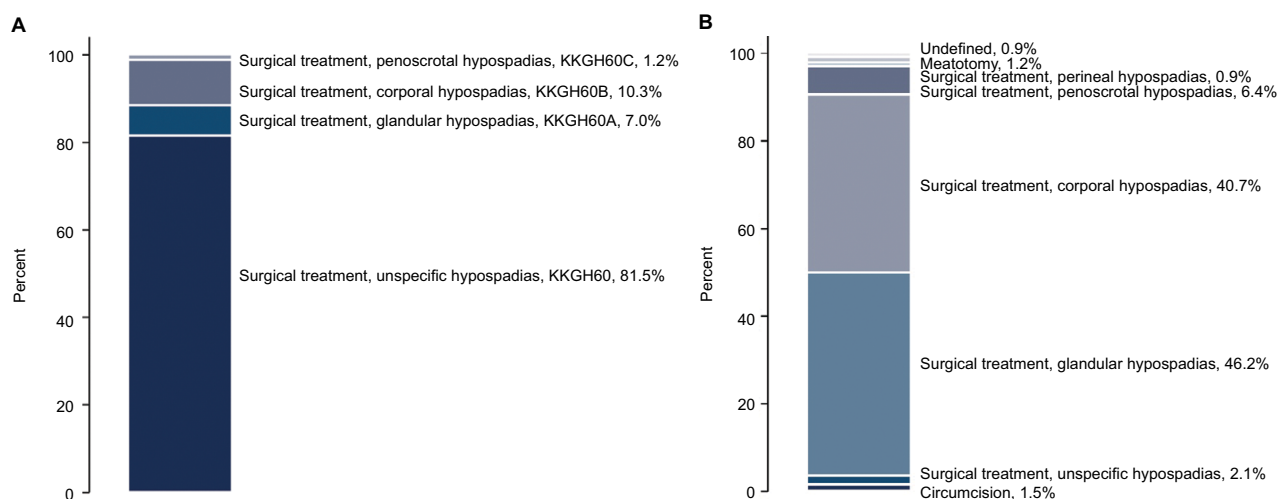 A
Percent
100
80
60
40
20
0
Surgical treatment, penoscrotal hypospadias, KKGH60C, 1.2%
Surgical treatment, corporal hypospadias, KKGH60B, 10.3%
Surgical treatment, glandular hypospadias, KKGH60A, 7.0%
Surgical treatment, unspecific hypospadias, KKGH60, 81.5%
B
Percent
100
80
60
40
20
0
Undefined, 0.9%
Meatotomy, 1.2%
Surgical treatment, perineal hypospadias, 0.9%
Surgical treatment, penoscrotal hypospadias, 6.4%
Surgical treatment, corporal hypospadias, 40.7%
Surgical treatment, glandular hypospadias, 46.2%
Surgical treatment, unspecific hypospadias, 2.1%
Circumcision, 1.5%